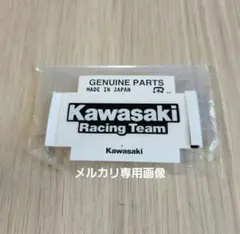 GENUINE PARTS
MADE IN JAPAN
Kawasaki
Racing Team
Kawasaki
メルカリ専用画像